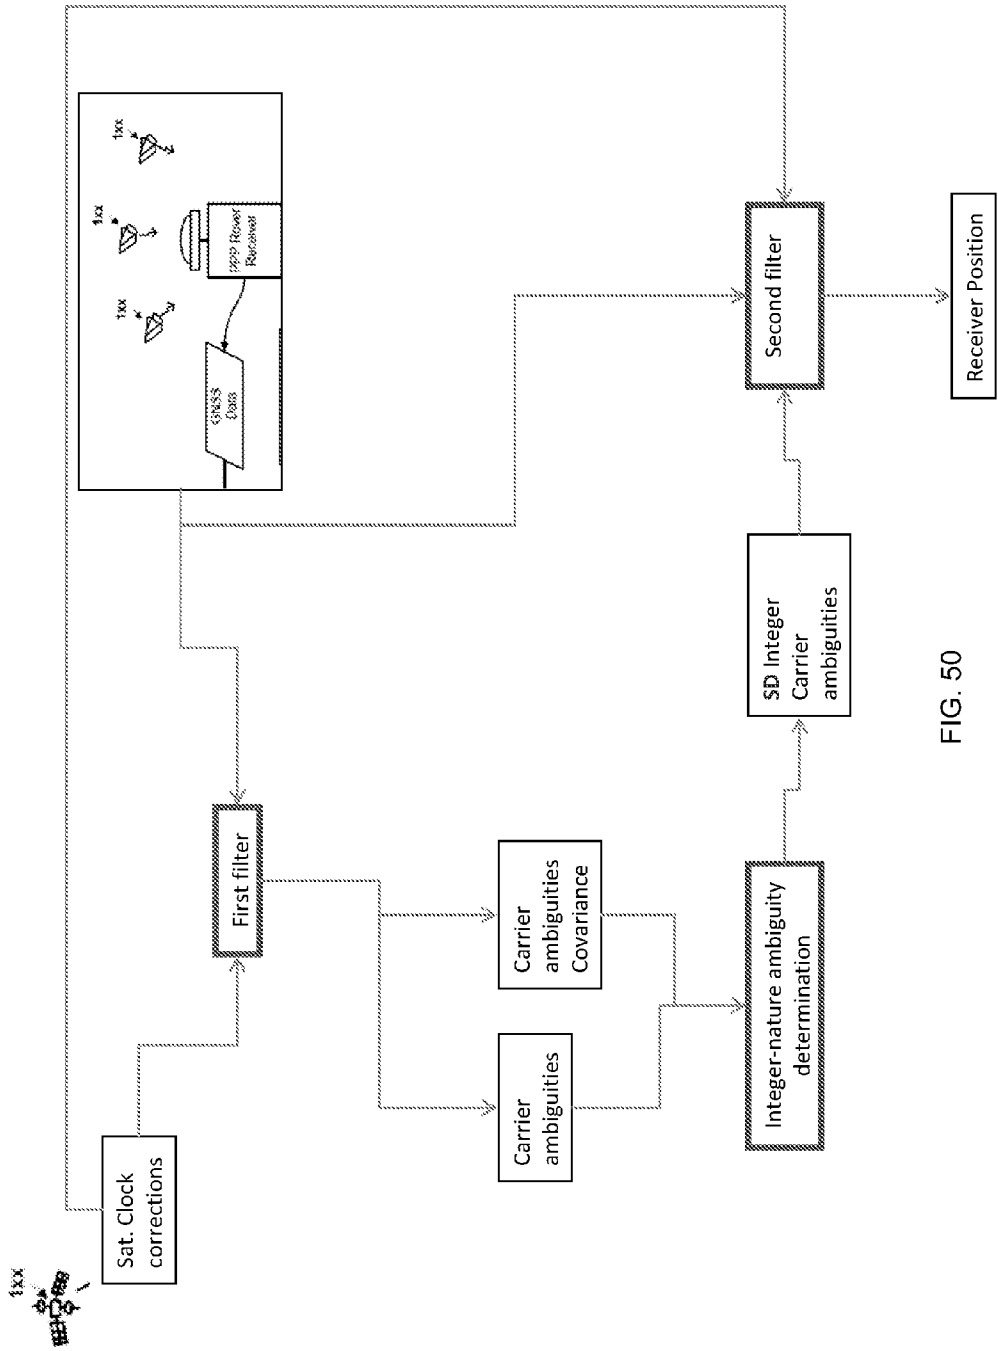 1xx
Sat. Clock
corrections
1xx
1xx
1xx
PPP Rover
Receiver
GNSS
Data
First filter
Carrier
ambiguities
Carrier
ambiguities
Covariance
Integer-nature ambiguity
determination
SD Integer
Carrier
ambiguities
Second filter
Receiver Position
FIG. 50